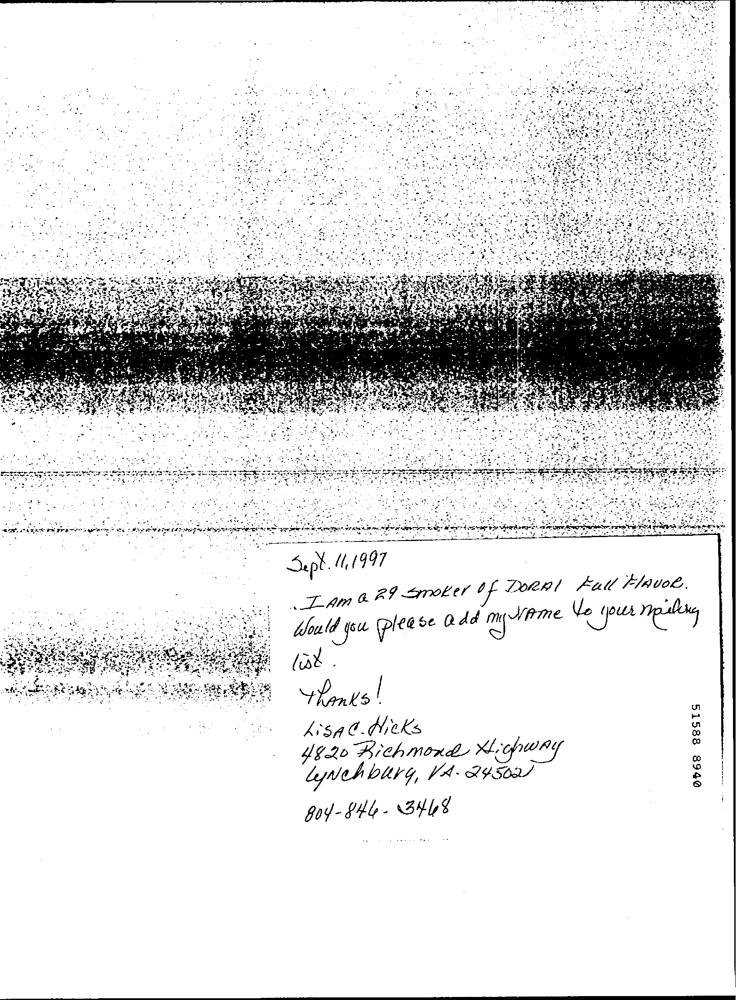 Sept. 11, 1997
. I Am a 29 smoker of DORAl Full FlAvoR.
Would you please add my NAme to your mailing
list.
Thanks!
LiSA C. Hicks
4820 Richmond Highway
LyNchburg, VA. 24502
804-846-3468
51588 8940